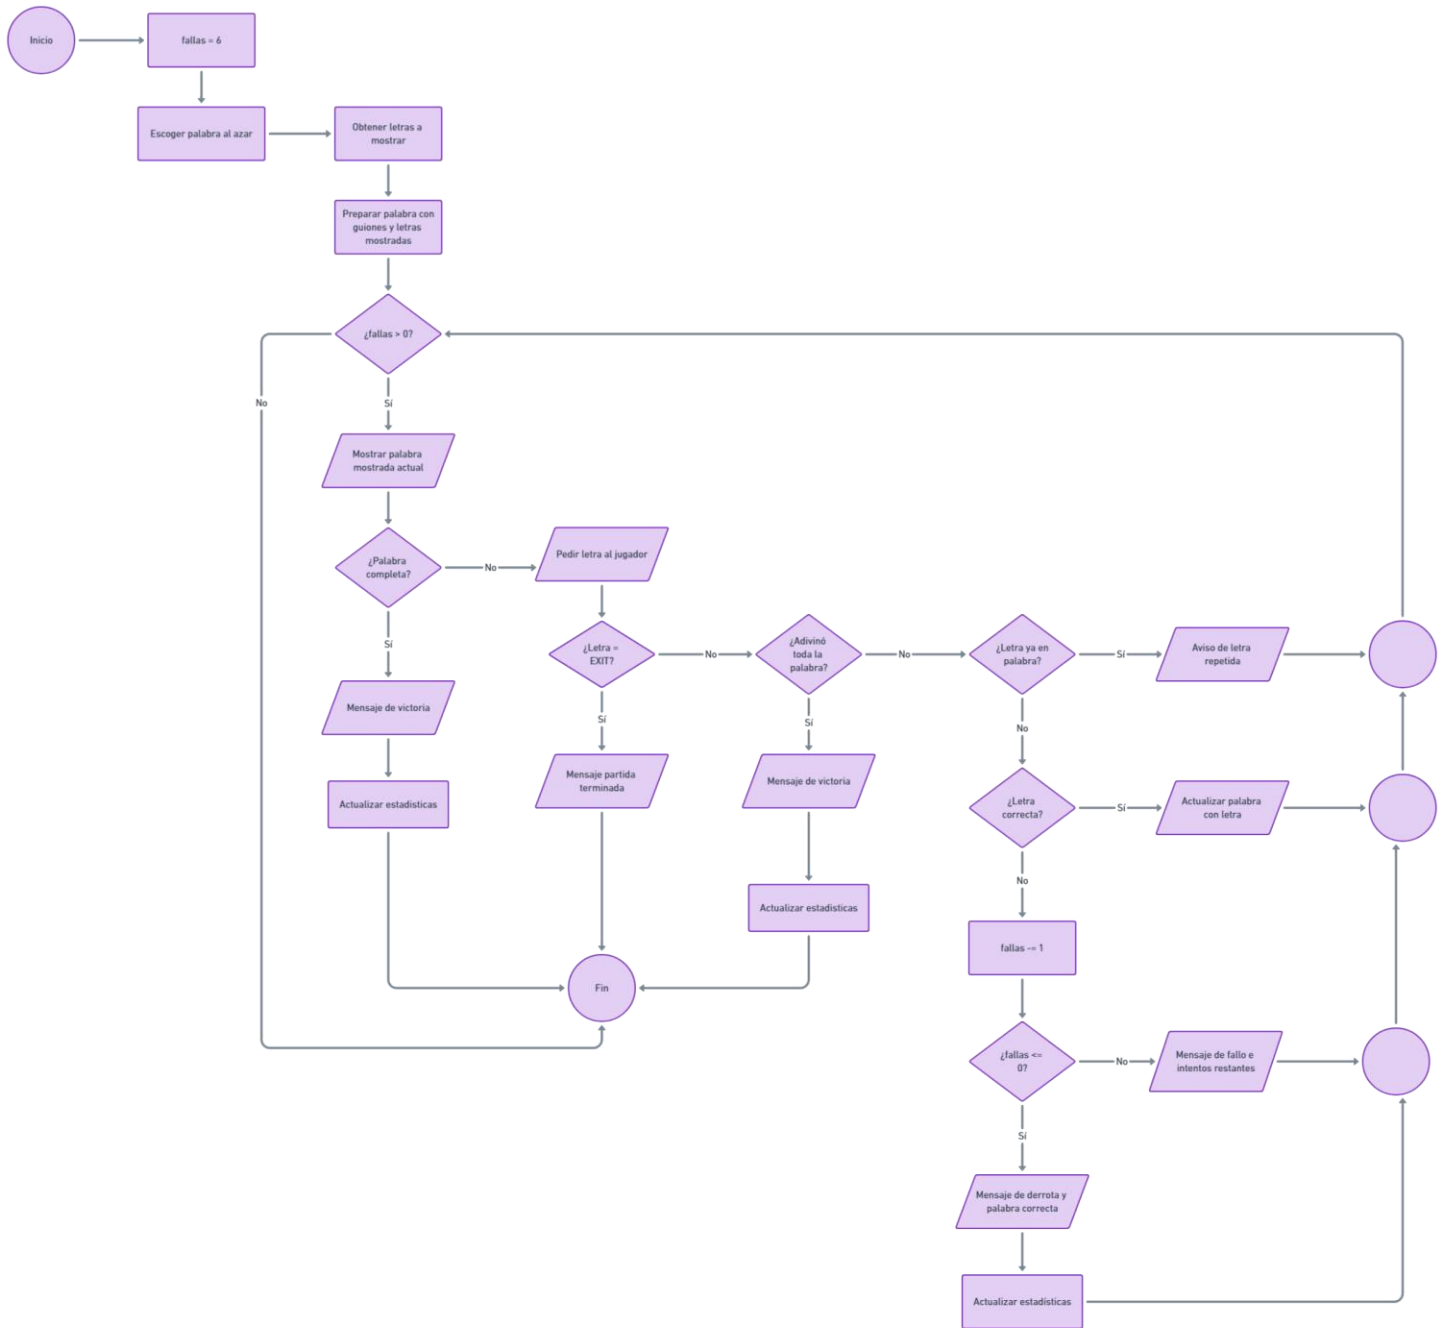 Inicio
fallas = 6
Escoger palabra al azar
Obtener letras a
mostrar
Preparar palabra con
guiones y letras
mostradas
¿fallas > 0?
No
Sí
Mostrar palabra
mostrada actual
¿Palabra
completa?
No
Pedir letra al jugador
Sí
¿Letra =
EXIT?
No
¿Adivinó
toda la
palabra?
No
¿Letra ya en
palabra?
Sí
Aviso de letra
repetida
Mensaje de victoria
Sí
Sí
No
Mensaje partida
terminada
Mensaje de victoria
Actualizar estadísticas
¿Letra
correcta?
Sí
Actualizar palabra
con letra
No
Actualizar estadísticas
fallas -= 1
Fin
¿fallas <=
0?
No
Mensaje de fallo e
intentos restantes
Sí
Mensaje de derrota y
palabra correcta
Actualizar estadísticas